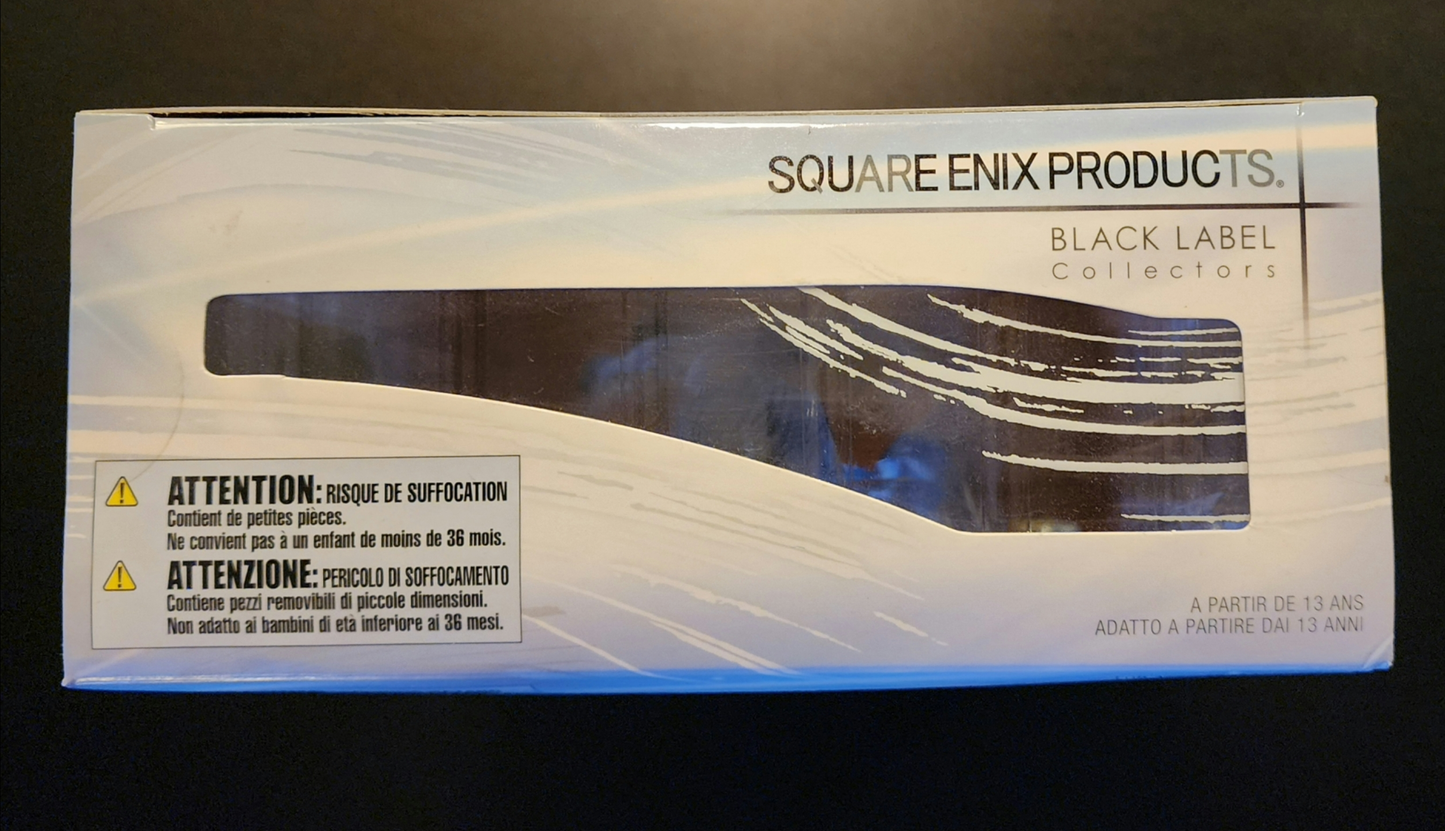 SQUARE ENIX PRODUCTS®
BLACK LABEL
Collectors
ATTENTION: RISQUE DE SUFFOCATION
Contient de petites pièces.
Ne convient pas à un enfant de moins de 36 mois.
ATTENZIONE: PERICOLO DI SOFFOCAMENTO
Contiene pezzi removibili di piccole dimensioni.
Non adatto ai bambini di età inferiore ai 36 mesi.
A PARTIR DE 13 ANS
ADATTO A PARTIRE DAI 13 ANNI